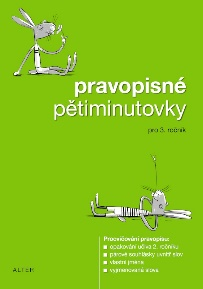 pravopisné
pětiminutovky
pro 3. ročník
Procvičování pravopisu:
■ opakování učiva 2. ročníku
■ párové souhlásky uvnitř slov
■ vlastní jména
■ vyjmenovaná slova
ALTER